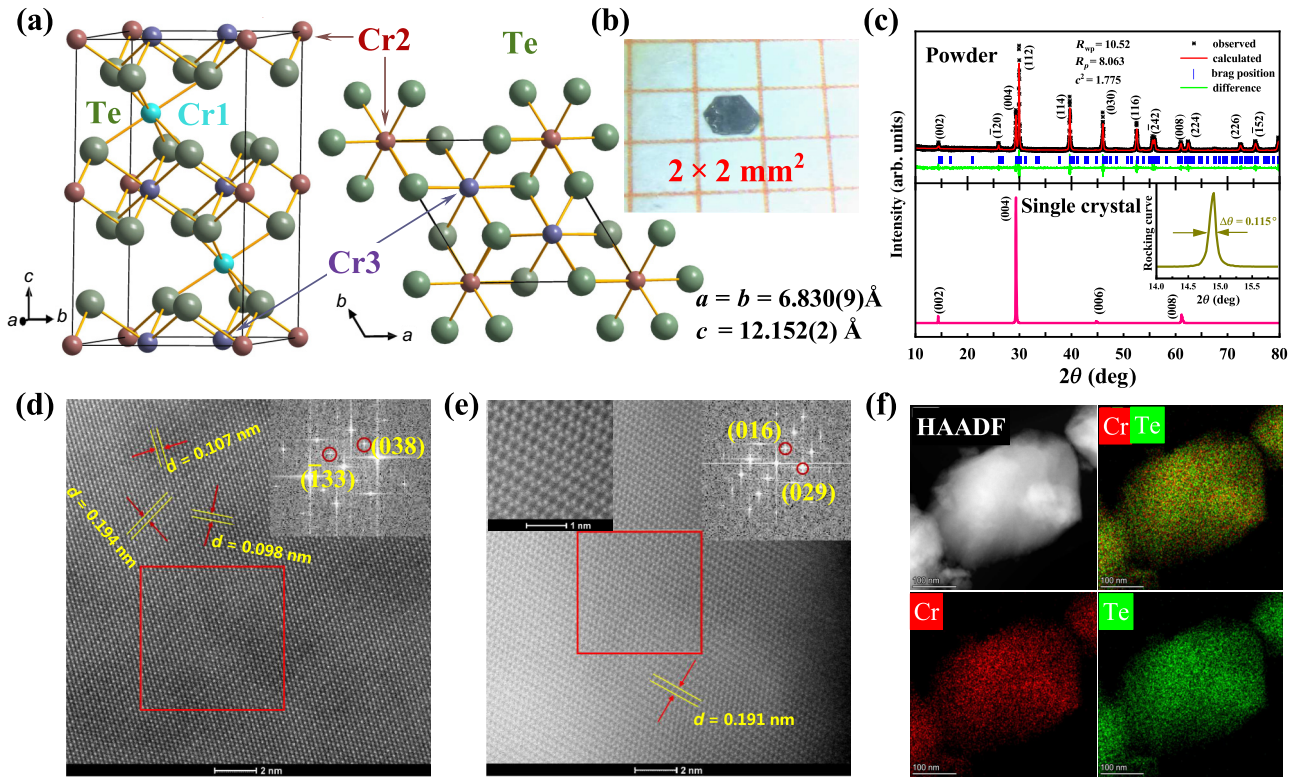 (a)
Cr2
Te
Te
Cr1
Cr3
c
a
b
b
a
a = b = 6.830(9)Å
c = 12.152(2) Å
(b)
2 × 2 mm²
(c)
Powder
R_wp = 10.52
R_p = 8.063
c² = 1.775
observed
calculated
brag position
difference
(002)
(1̅20)
(004)
(112)
(114)
(030)
(116)
(2̅42)
(008)
(224)
(226)
(1̅52)
Intensity (arb. units)
Single crystal
(002)
(004)
(006)
(008)
Rocking curve
Δθ = 0.115°
14.0 14.5 15.0 15.5
2θ (deg)
10 20 30 40 50 60 70 80
2θ (deg)
(d)
d = 0.107 nm
d = 0.194 nm
d = 0.098 nm
(1̅33)
(038)
2 nm
(e)
1 nm
(016)
(029)
d = 0.191 nm
2 nm
(f)
HAADF
100 nm
Cr Te
100 nm
Cr
100 nm
Te
100 nm